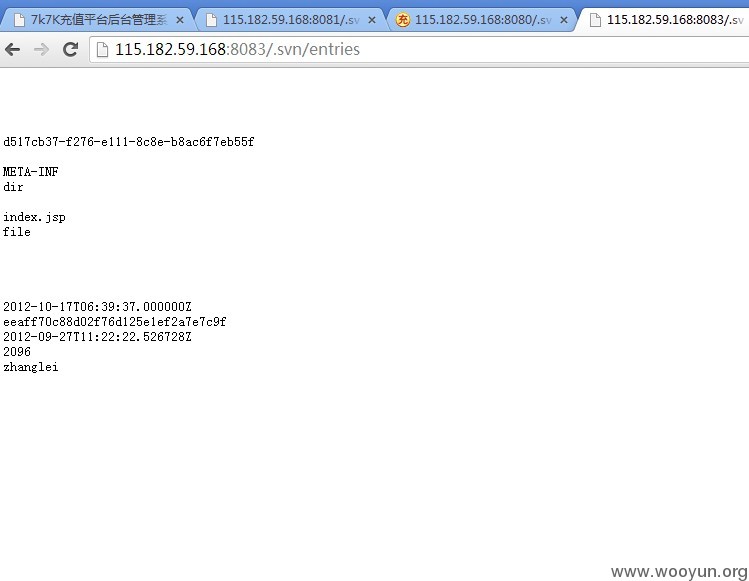 7k7K充值平台后台管理系
115.182.59.168:8081/.sv
115.182.59.168:8080/.sv
115.182.59.168:8083/.sv
115.182.59.168:8083/.svn/entries
d517cb37-f276-e111-8c8e-b8ac6f7eb55f
META-INF
dir
index.jsp
file
2012-10-17T06:39:37.000000Z
eeaff70c88d02f76d125e1ef2a7e7c9f
2012-09-27T11:22:22.526728Z
2096
zhanglei
www.wooyun.org